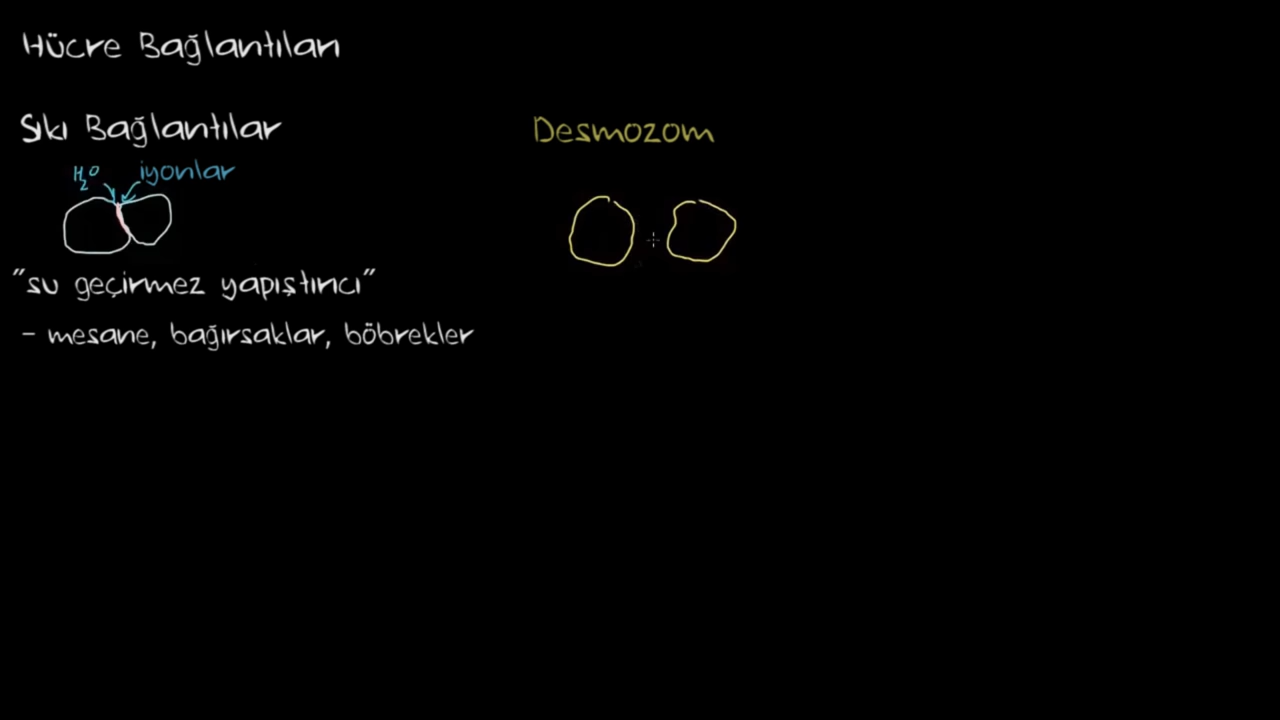 Hücre Bağlantıları
Sıkı Bağlantılar
H₂O iyonlar
"su geçirmez yapıştırıcı"
- mesane, bağırsaklar, böbrekler
Desmozom